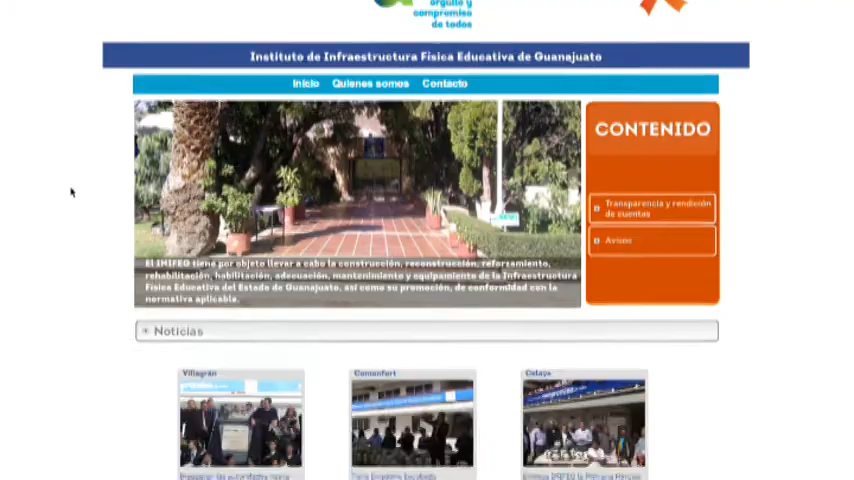 orgullo y
compromiso
de todos
Instituto de Infraestructura Física Educativa de Guanajuato
Inicio Quienes somos Contacto
CONTENIDO
Transparencia y rendición
de cuentas
Avisos
El INIFEG tiene por objeto llevar a cabo la construcción, reconstrucción, reforzamiento,
rehabilitación, habilitación, adecuación, mantenimiento y equipamiento de la Infraestructura
Física Educativa del Estado de Guanajuato, así como su promoción, de conformidad con la
normativa aplicable.
Noticias
Villagrán
Comonfort
Celaya